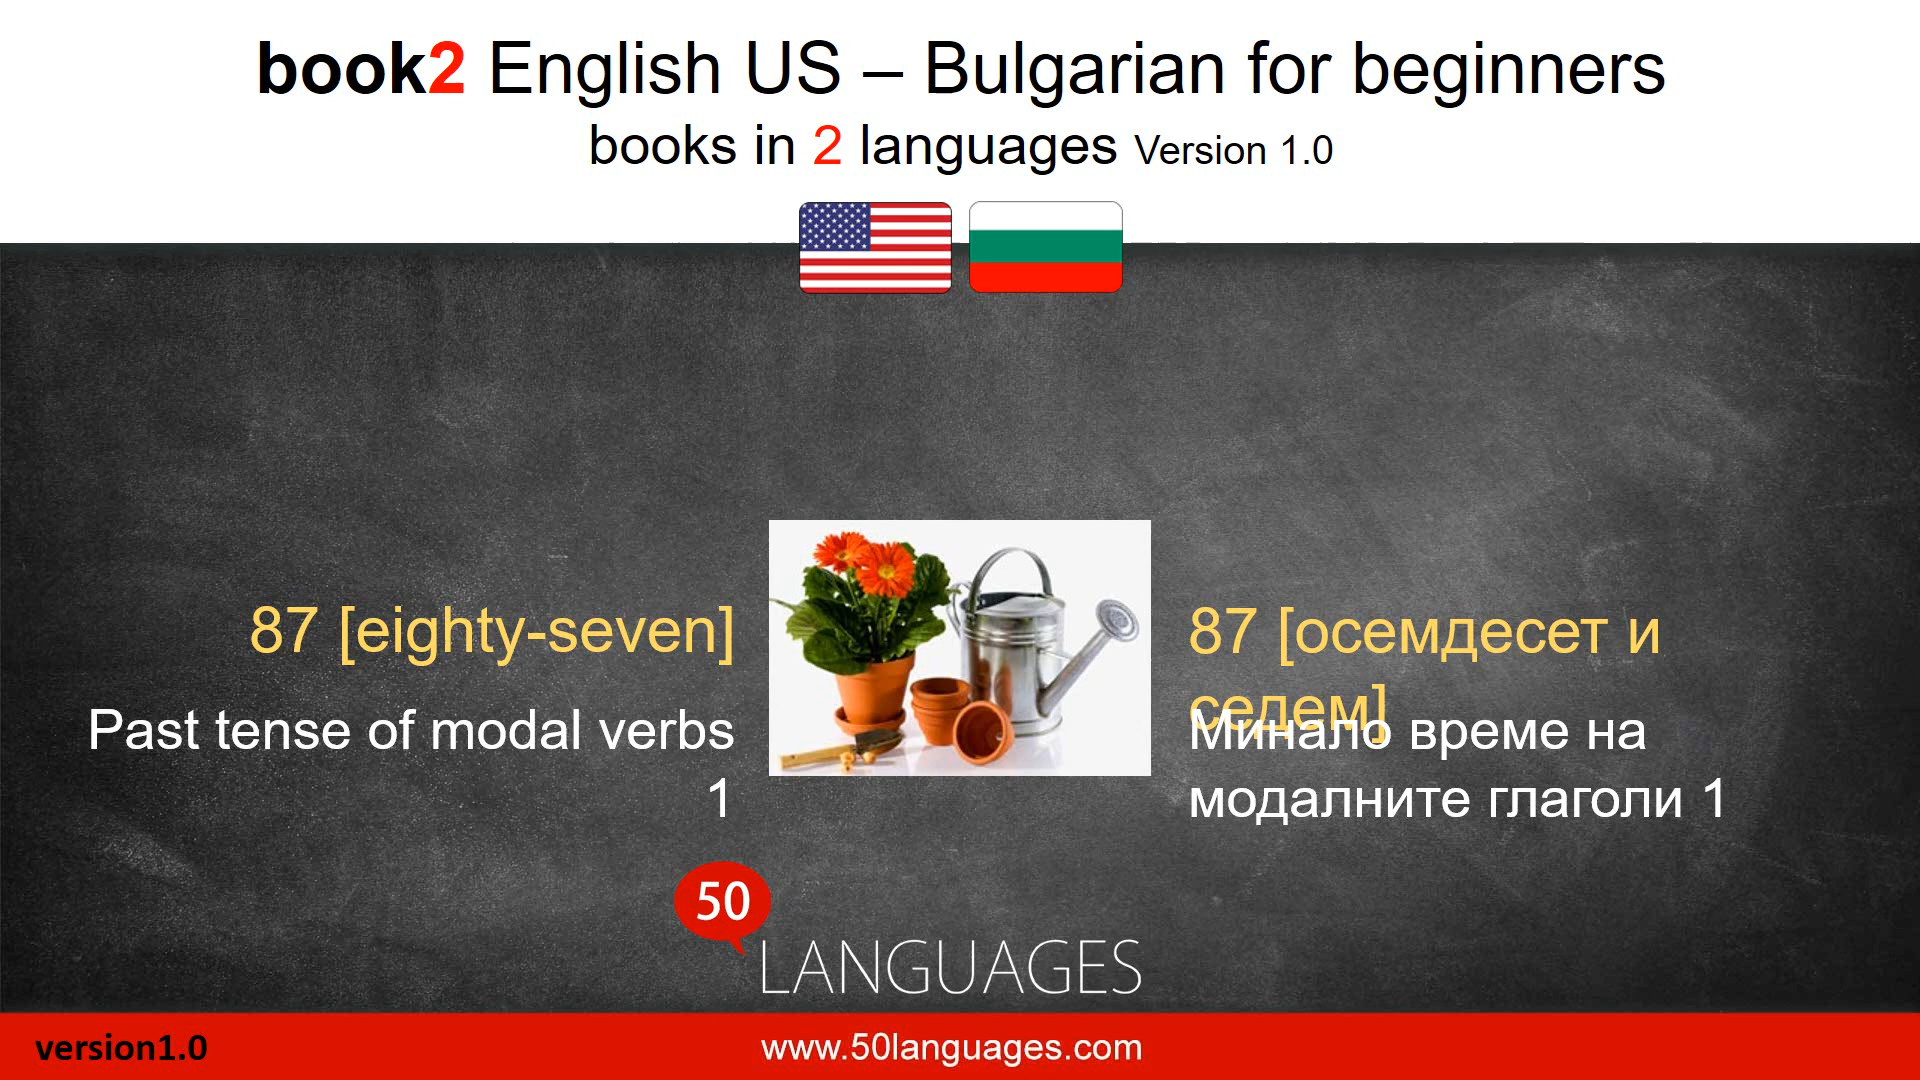 book2 English US – Bulgarian for beginners
books in 2 languages Version 1.0
87 [eighty-seven]
Past tense of modal verbs
1
87 [осемдесет и
седем]
Минало време на
модалните глаголи 1
50
LANGUAGES
version1.0
www.50languages.com